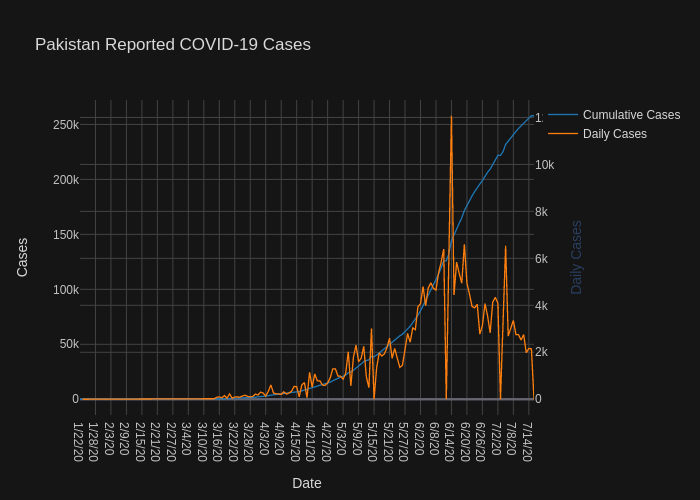 Pakistan Reported COVID-19 Cases
Cumulative Cases
Daily Cases
250k
200k
150k
100k
50k
0
10k
8k
6k
4k
2k
0
Cases
Daily Cases
1/22/20
1/28/20
2/3/20
2/9/20
2/15/20
2/21/20
2/27/20
3/4/20
3/10/20
3/16/20
3/22/20
3/28/20
4/3/20
4/9/20
4/15/20
4/21/20
4/27/20
5/3/20
5/9/20
5/15/20
5/21/20
5/27/20
6/2/20
6/8/20
6/14/20
6/20/20
6/26/20
7/2/20
7/8/20
7/14/20
Date